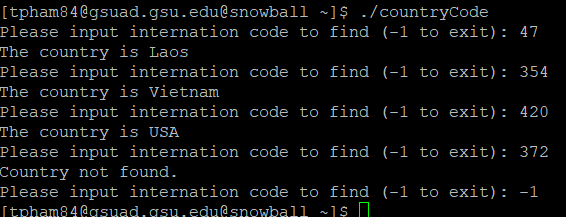 [tpham84@gsuad.gsu.edu@snowball ~]$ ./countryCode
Please input internation code to find (-1 to exit): 47
The country is Laos
Please input internation code to find (-1 to exit): 354
The country is Vietnam
Please input internation code to find (-1 to exit): 420
The country is USA
Please input internation code to find (-1 to exit): 372
Country not found.
Please input internation code to find (-1 to exit): -1
[tpham84@gsuad.gsu.edu@snowball ~]$